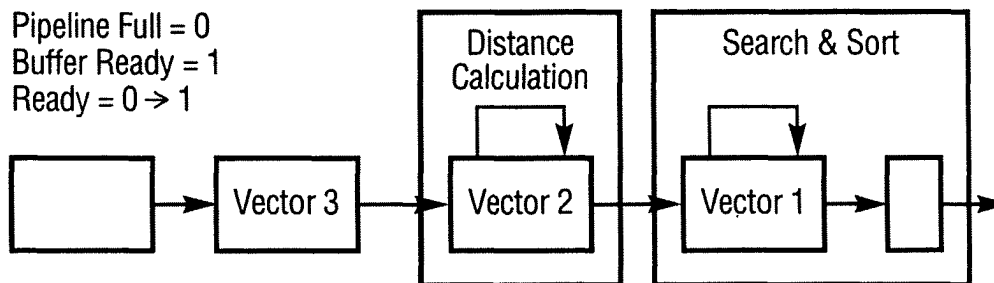 Pipeline Full = 0
Buffer Ready = 1
Ready = 0 → 1
Distance
Calculation
Search & Sort
Vector 3
Vector 2
Vector 1